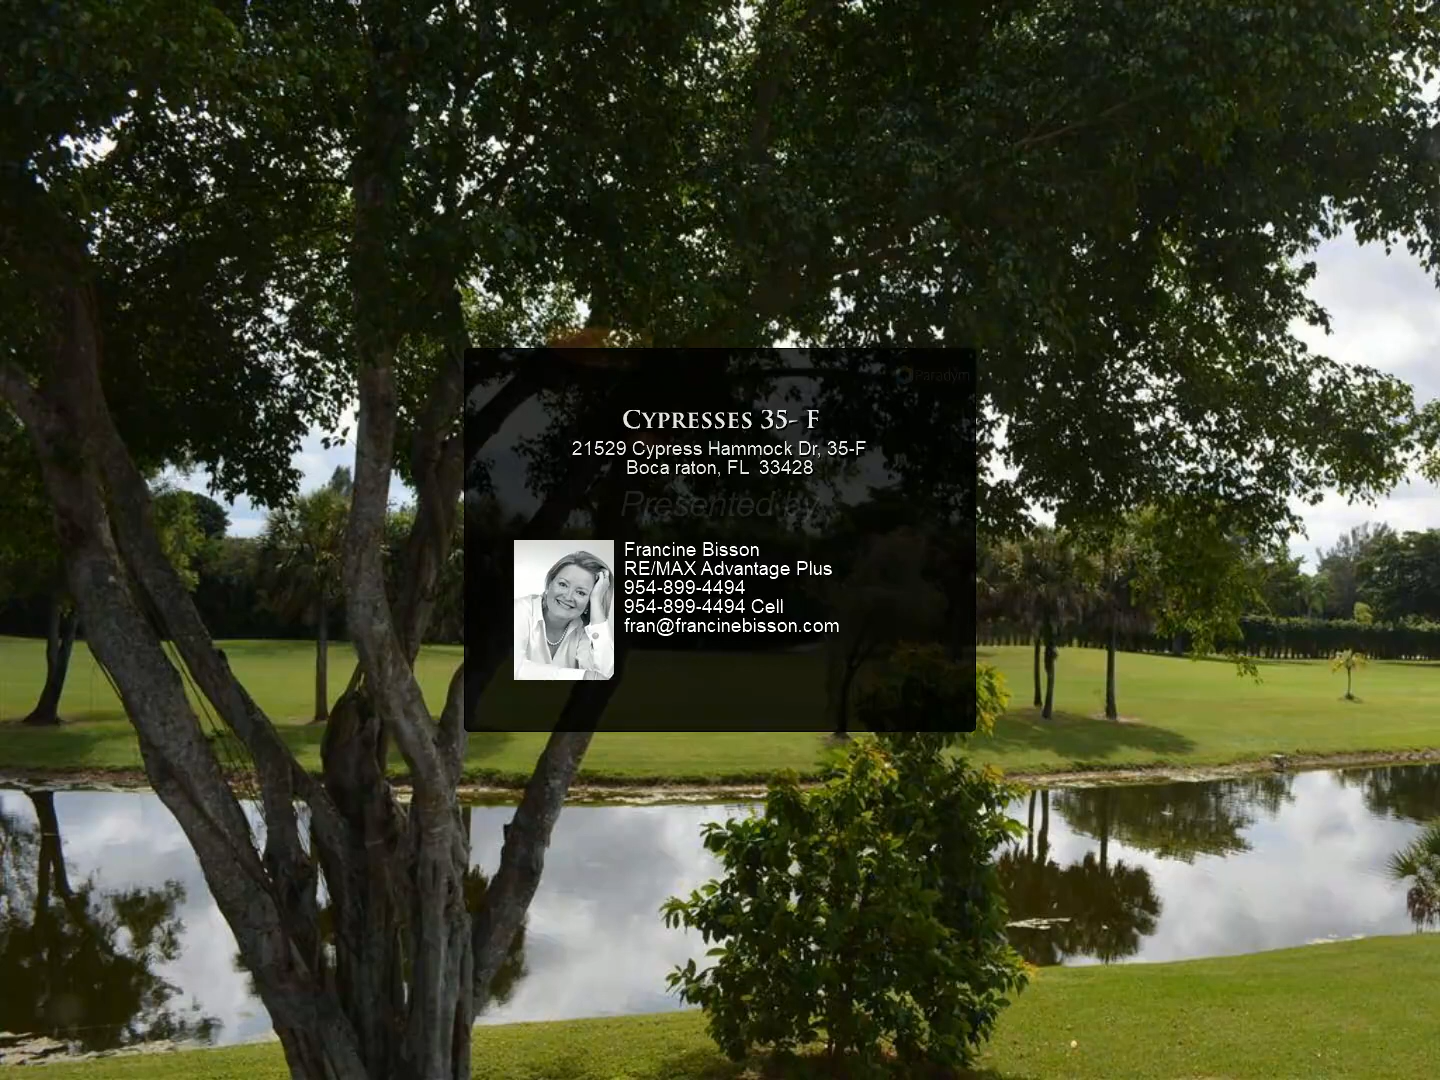 Paradym
Cypresses 35- F
21529 Cypress Hammock Dr, 35-F
Boca raton, FL  33428
Presented by
Francine Bisson
RE/MAX Advantage Plus
954-899-4494
954-899-4494 Cell
fran@francinebisson.com